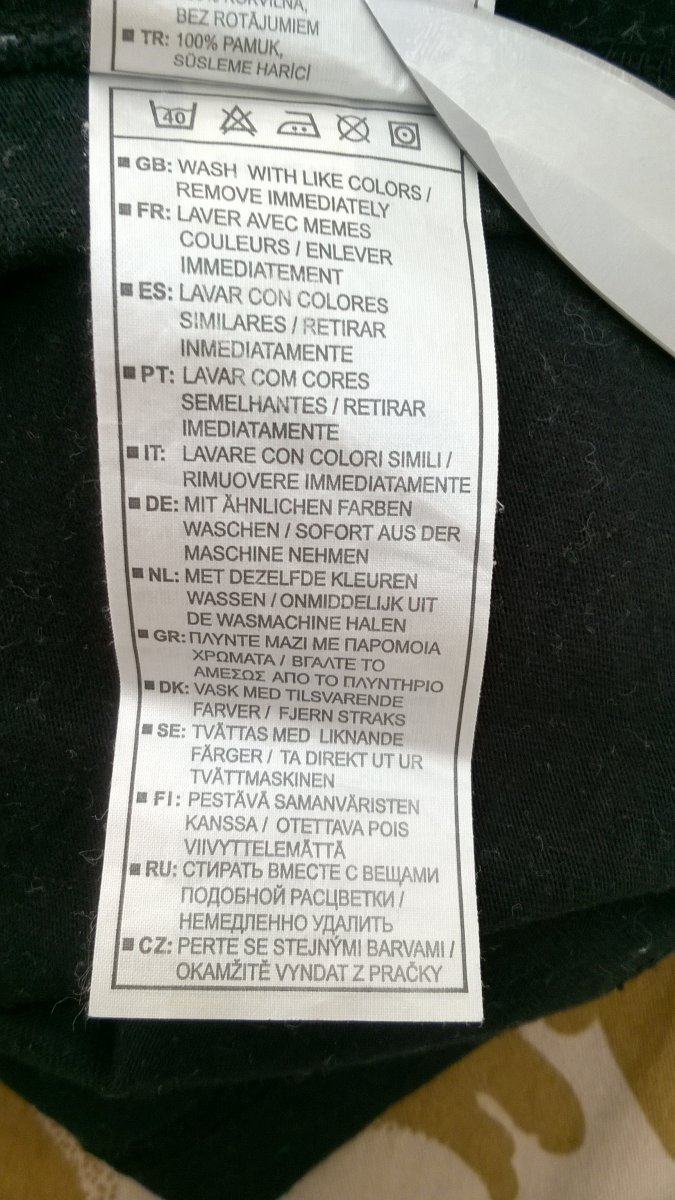 BEZ ROTĀJUMIEM
■ TR: 100% PAMUK,
SÜSLEME HARİCİ
40
■ GB: WASH WITH LIKE COLORS /
REMOVE IMMEDIATELY
■ FR: LAVER AVEC MEMES
COULEURS / ENLEVER
IMMEDIATEMENT
■ ES: LAVAR CON COLORES
SIMILARES / RETIRAR
INMEDIATAMENTE
■ PT: LAVAR COM CORES
SEMELHANTES / RETIRAR
IMEDIATAMENTE
■ IT: LAVARE CON COLORI SIMILI /
RIMUOVERE IMMEDIATAMENTE
■ DE: MIT ÄHNLICHEN FARBEN
WASCHEN / SOFORT AUS DER
MASCHINE NEHMEN
■ NL: MET DEZELFDE KLEUREN
WASSEN / ONMIDDELIJK UIT
DE WASMACHINE HALEN
■ GR: ΠΛΥΝΤΕ ΜΑΖΙ ΜΕ ΠΑΡΟΜΟΙΑ
ΧΡΩΜΑΤΑ / ΒΓΑΛΤΕ ΤΟ
ΑΜΕΣΩΣ ΑΠΟ ΤΟ ΠΛΥΝΤΗΡΙΟ
■ DK: VASK MED TILSVARENDE
FARVER / FJERN STRAKS
■ SE: TVÄTTAS MED LIKNANDE
FÄRGER / TA DIREKT UT UR
TVÄTTMASKINEN
■ FI: PESTÄVÄ SAMANVÄRISTEN
KANSSA / OTETTAVA POIS
VIIVYTTELEMÄTTÄ
■ RU: СТИРАТЬ ВМЕСТЕ С ВЕЩАМИ
ПОДОБНОЙ РАСЦВЕТКИ /
НЕМЕДЛЕННО УДАЛИТЬ
■ CZ: PERTE SE STEJNÝMI BARVAMI /
OKAMŽITĚ VYNDAT Z PRAČKY